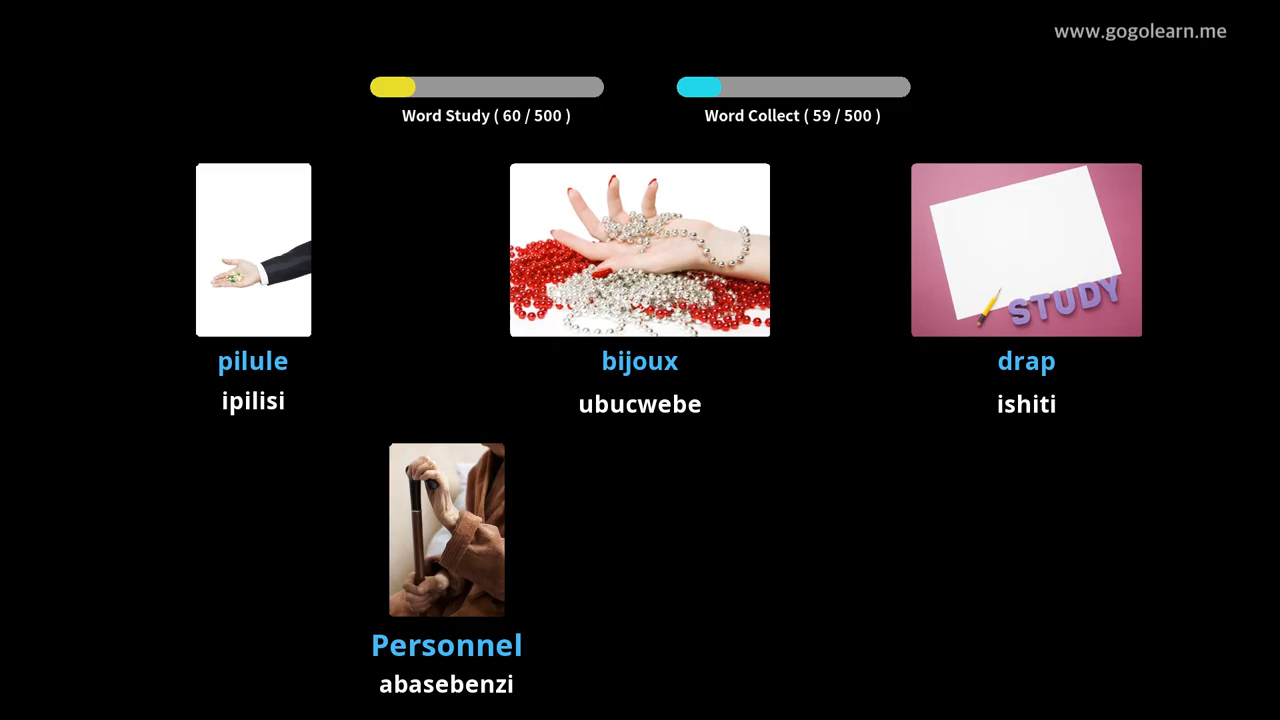 www.gogolearn.me
Word Study ( 60 / 500 )
Word Collect ( 59 / 500 )
STUDY
pilule
bijoux
drap
ipilisi
ubucwebe
ishiti
Personnel
abasebenzi